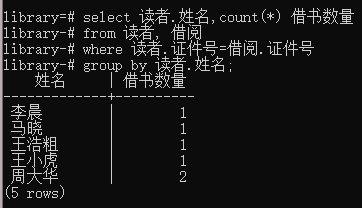 library=# select 读者.姓名,count(*) 借书数量
library-# from 读者, 借阅
library-# where 读者.证件号=借阅.证件号
library-# group by 读者.姓名;
姓名 | 借书数量
--------+----------
李晨 | 1
马晓 | 1
王浩粗 | 1
王小虎 | 1
周大华 | 2
(5 rows)